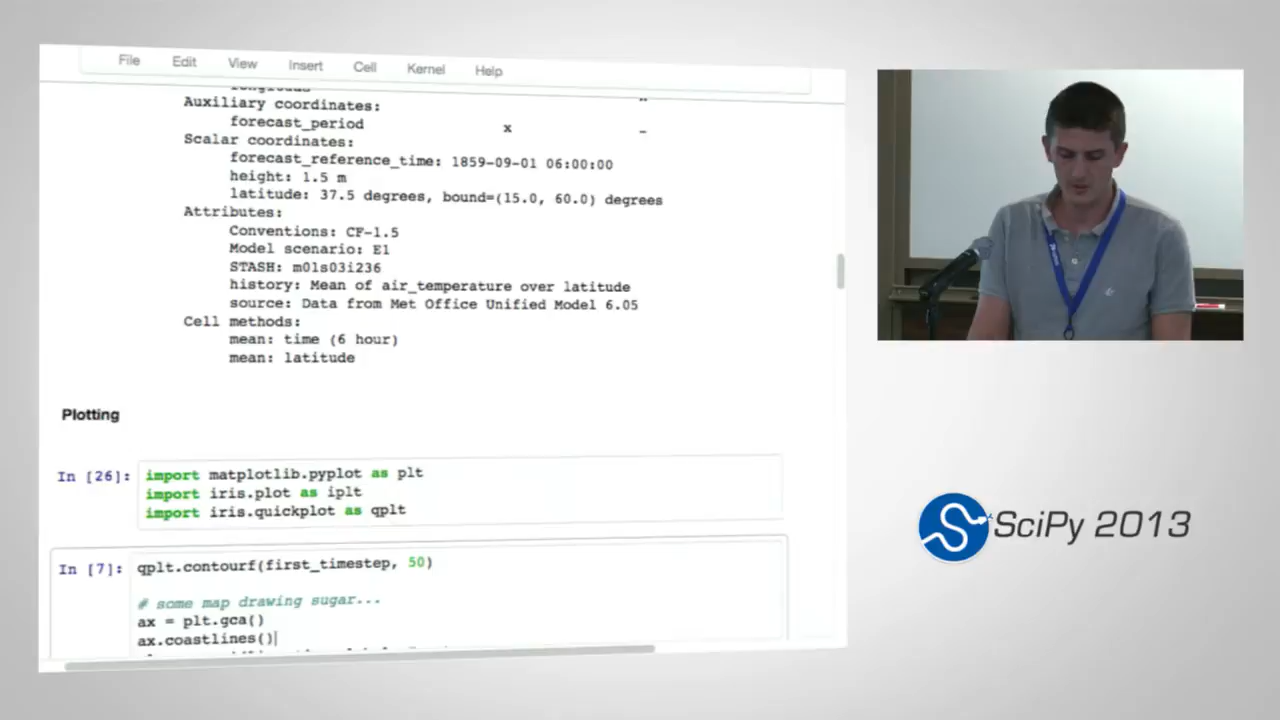 File Edit View Insert Cell Kernel Help
Auxiliary coordinates:
forecast_period x -
Scalar coordinates:
forecast_reference_time: 1859-09-01 06:00:00
height: 1.5 m
latitude: 37.5 degrees, bound=(15.0, 60.0) degrees
Attributes:
Conventions: CF-1.5
Model scenario: E1
STASH: m01s03i236
history: Mean of air_temperature over latitude
source: Data from Met Office Unified Model 6.05
Cell methods:
mean: time (6 hour)
mean: latitude
Plotting
In [26]: import matplotlib.pyplot as plt
import iris.plot as iplt
import iris.quickplot as qplt
In [7]: qplt.contourf(first_timestep, 50)
# some map drawing sugar...
ax = plt.gca()
ax.coastlines()
SciPy 2013